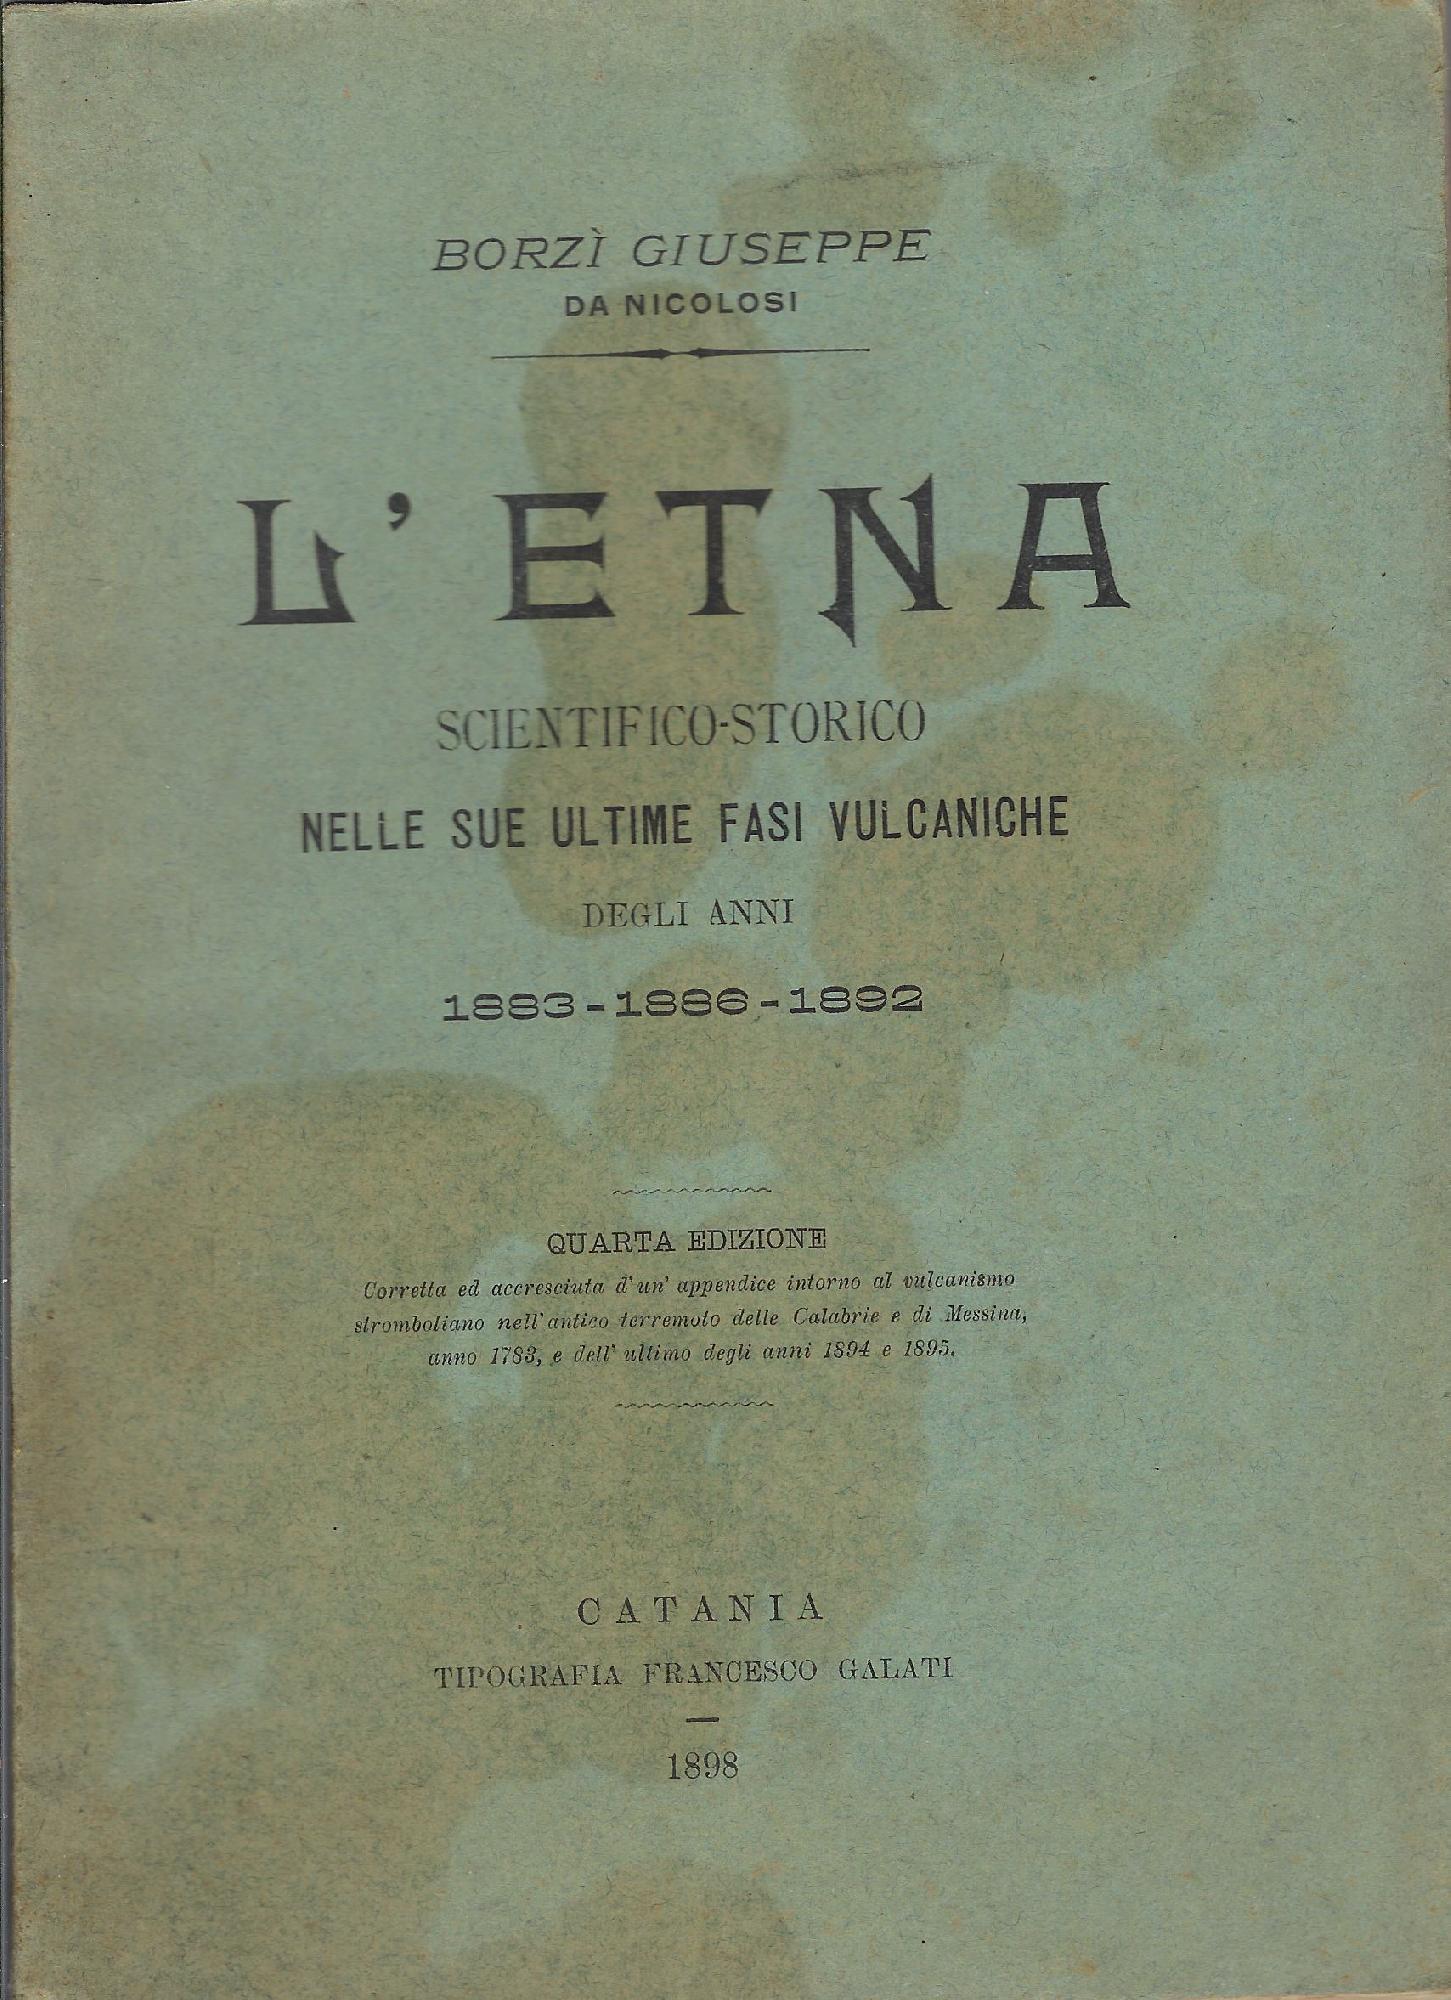 BORZÌ GIUSEPPE
DA NICOLOSI
L'ETNA
SCIENTIFICO-STORICO
NELLE SUE ULTIME FASI VULCANICHE
DEGLI ANNI
1883-1886-1892
QUARTA EDIZIONE
Corretta ed accresciuta d'un' appendice intorno al vulcanismo
stromboliano nell'antico terremoto delle Calabrie e di Messina,
anno 1783, e dell' ultimo degli anni 1894 e 1895.
CATANIA
TIPOGRAFIA FRANCESCO GALATI
1898